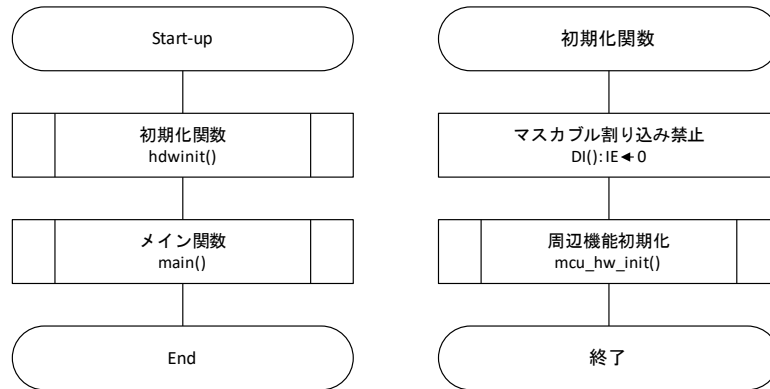 Start-up
初期化関数
hdwinit()
メイン関数
main()
End
初期化関数
マスカブル割り込み禁止
DI(): IE←0
周辺機能初期化
mcu_hw_init()
終了